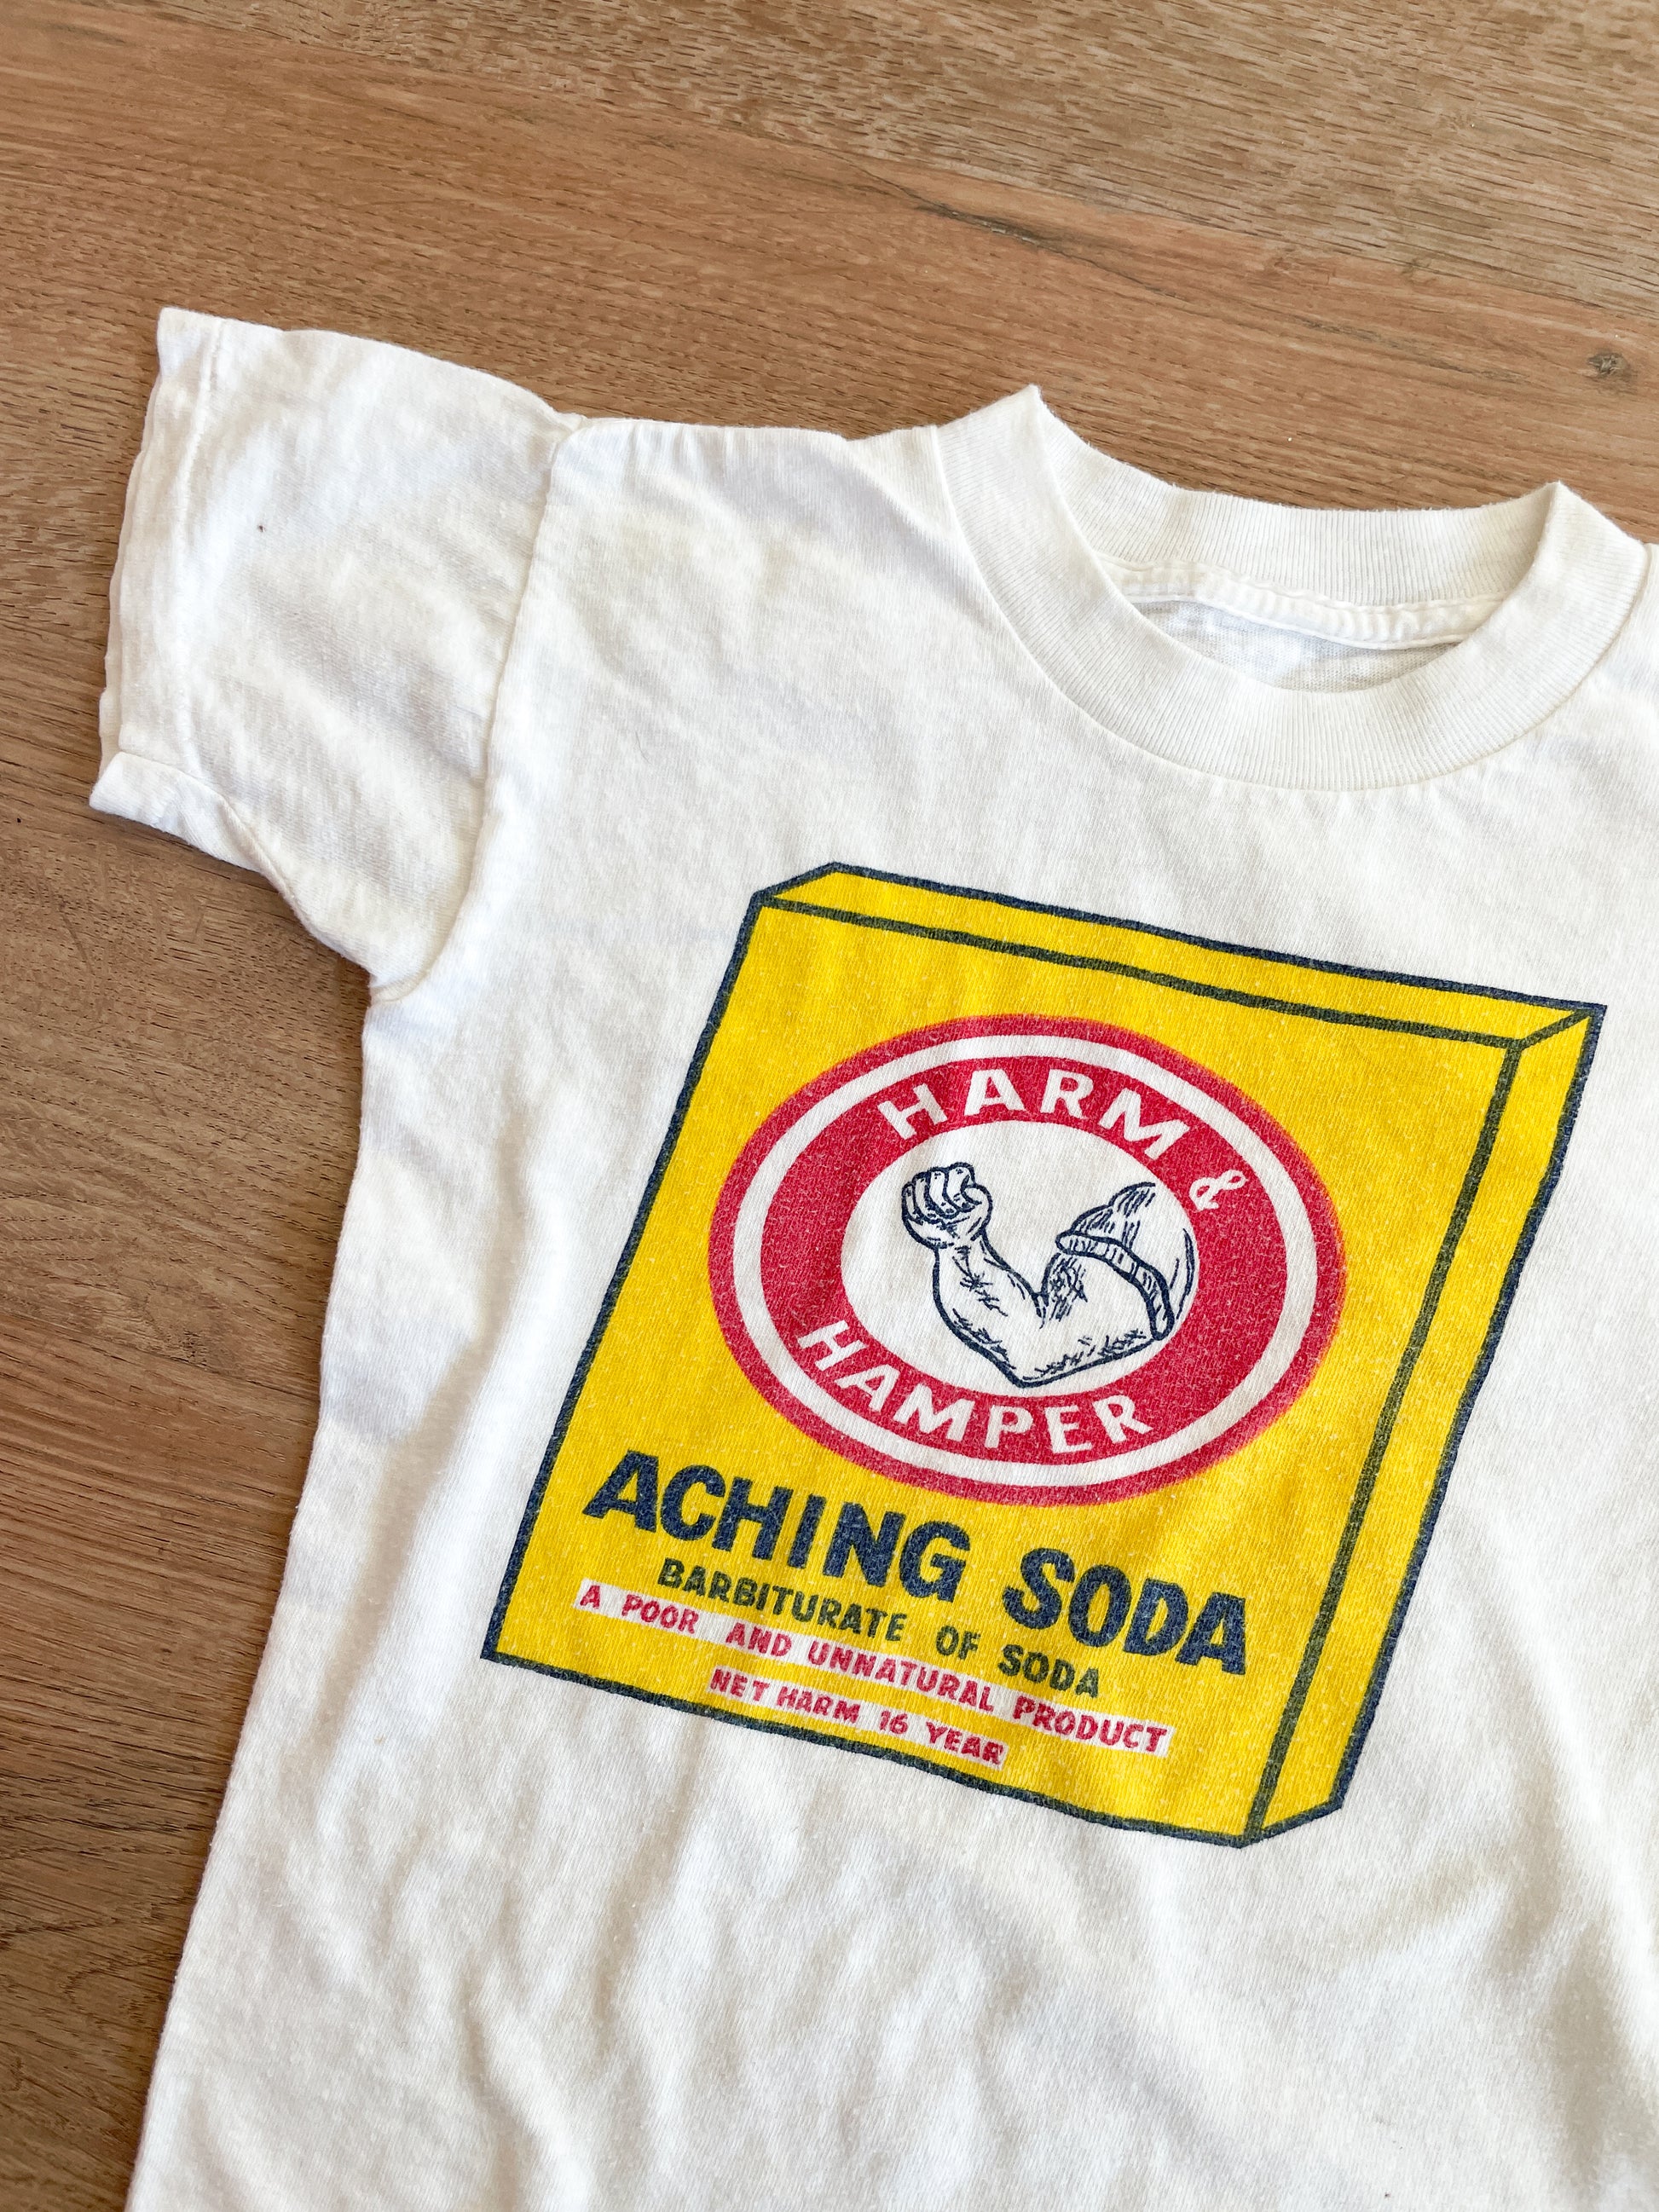 HARM &
HAMPER
ACHING SODA
BARBITURATE OF SODA
A POOR AND UNNATURAL PRODUCT
NET HARM 16 YEAR